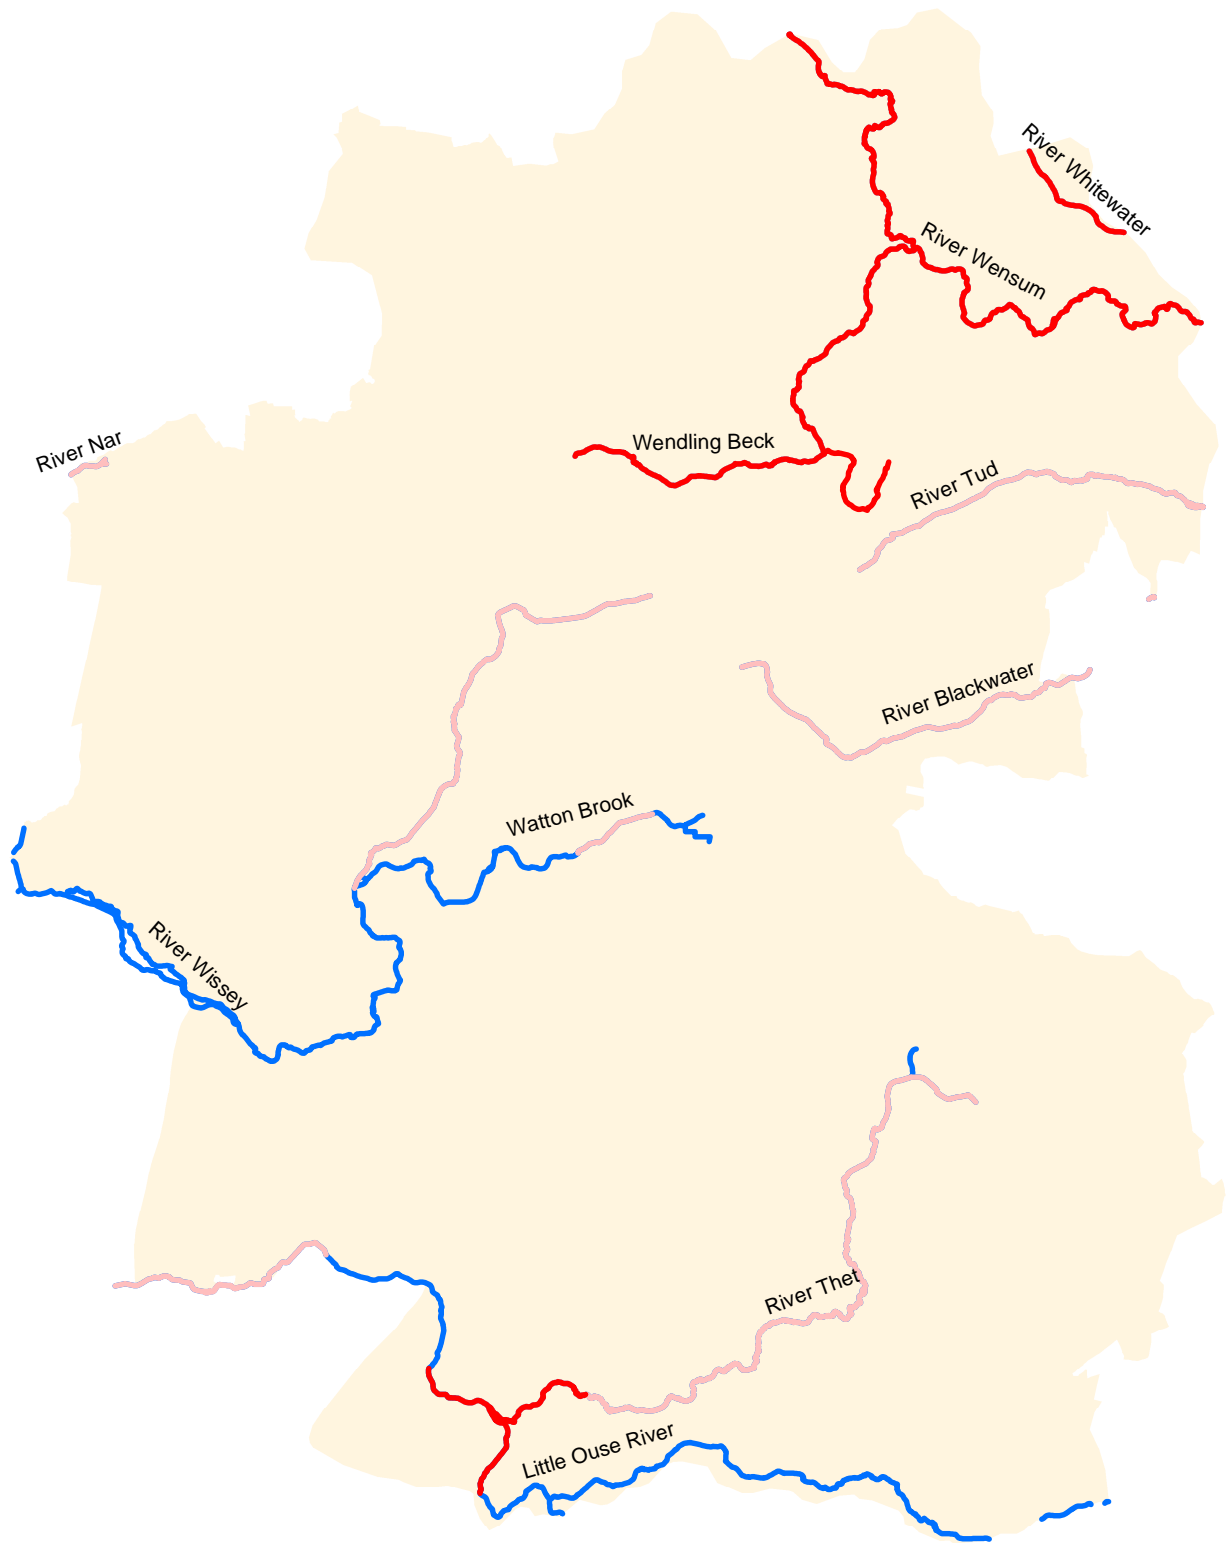 River Whitewater
River Wensum
River Nar
Wendling Beck
River Tud
River Blackwater
Watton Brook
River Wissey
River Thet
Little Ouse River